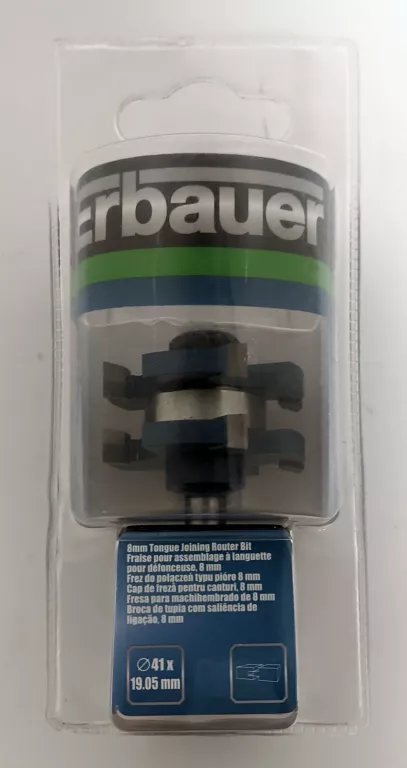 Erbauer
8mm Tongue Joining Router Bit
Fraise pour assemblage à languette
pour défonceuse, 8 mm
Frez do połączeń typu pióro 8 mm
Cap de freză pentru canturi, 8 mm
Fresa para machihembrado de 8 mm
Broca de tupia com saliência de
ligação, 8 mm
∅41 x
19.05 mm